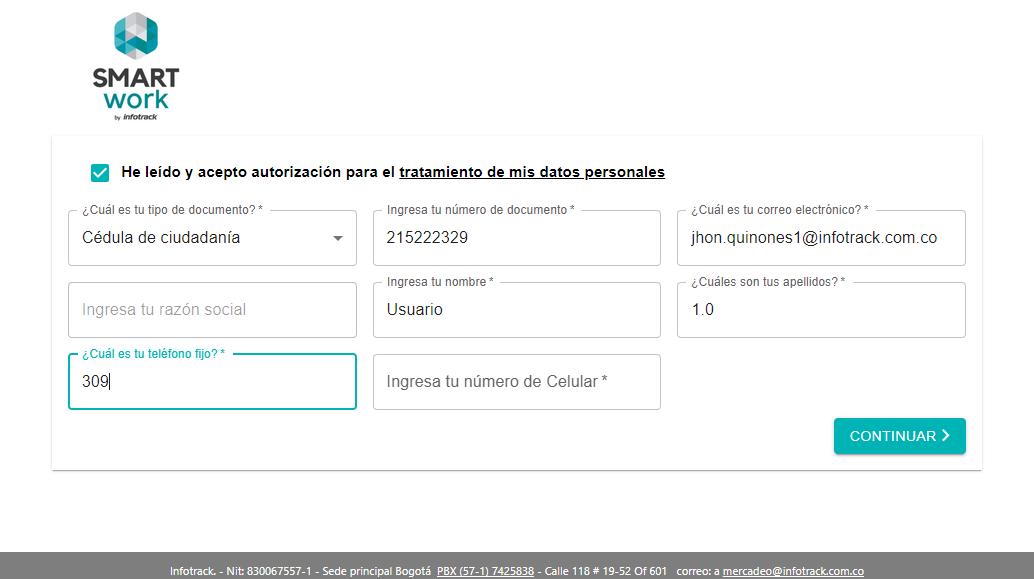 SMART
work
by infotrack
He leído y acepto autorización para el tratamiento de mis datos personales
¿Cuál es tu tipo de documento? *
Cédula de ciudadanía
Ingresa tu número de documento *
215222329
¿Cuál es tu correo electrónico? *
jhon.quinones1@infotrack.com.co
Ingresa tu razón social
Ingresa tu nombre *
Usuario
¿Cuáles son tus apellidos? *
1.0
¿Cuál es tu teléfono fijo? *
309
Ingresa tu número de Celular *
CONTINUAR
Infotrack. - Nit: 830067557-1 - Sede principal Bogotá PBX (57-1) 7425838 - Calle 118 # 19-52 Of 601 correo: a mercadeo@infotrack.com.co